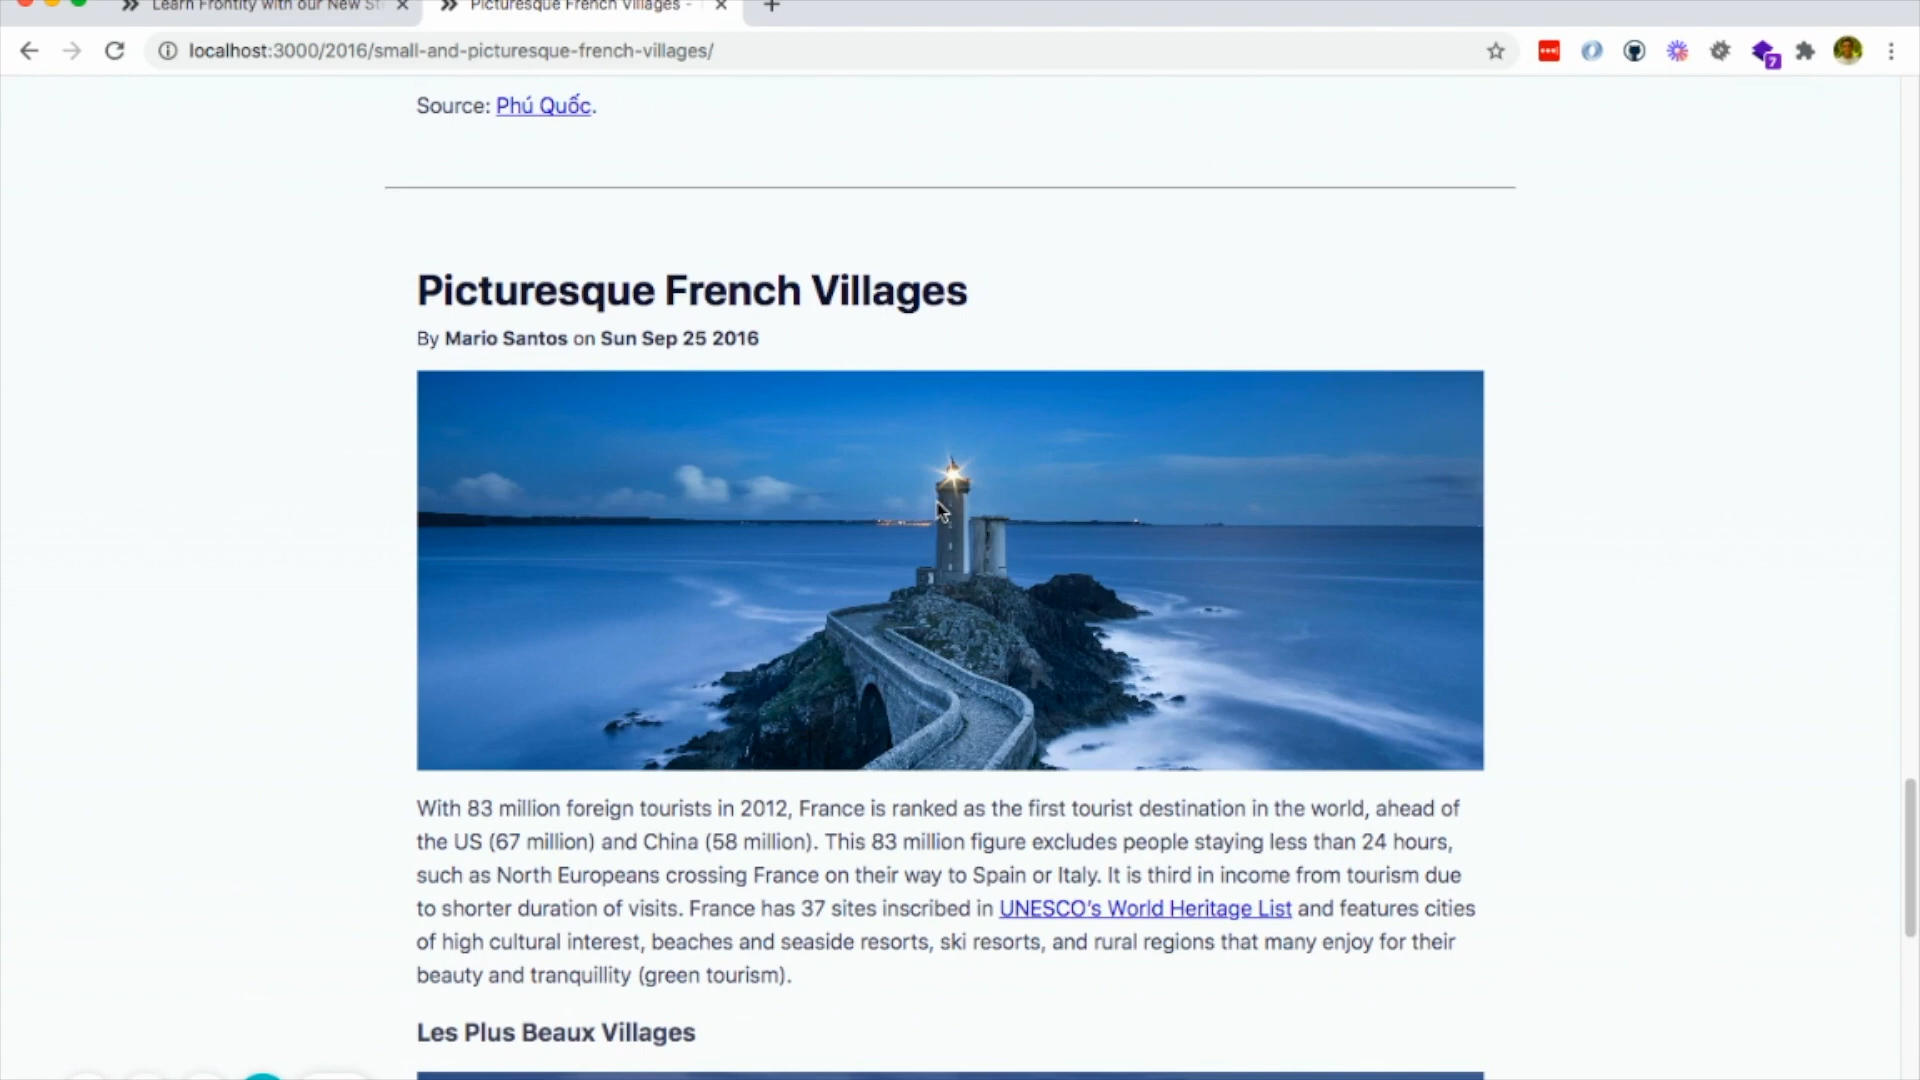 Learn Frontity with our New St
Picturesque French Villages -
localhost:3000/2016/small-and-picturesque-french-villages/
7
Source: Phú Quốc.
Picturesque French Villages
By Mario Santos on Sun Sep 25 2016
With 83 million foreign tourists in 2012, France is ranked as the first tourist destination in the world, ahead of
the US (67 million) and China (58 million). This 83 million figure excludes people staying less than 24 hours,
such as North Europeans crossing France on their way to Spain or Italy. It is third in income from tourism due
to shorter duration of visits. France has 37 sites inscribed in UNESCO's World Heritage List and features cities
of high cultural interest, beaches and seaside resorts, ski resorts, and rural regions that many enjoy for their
beauty and tranquillity (green tourism).
Les Plus Beaux Villages